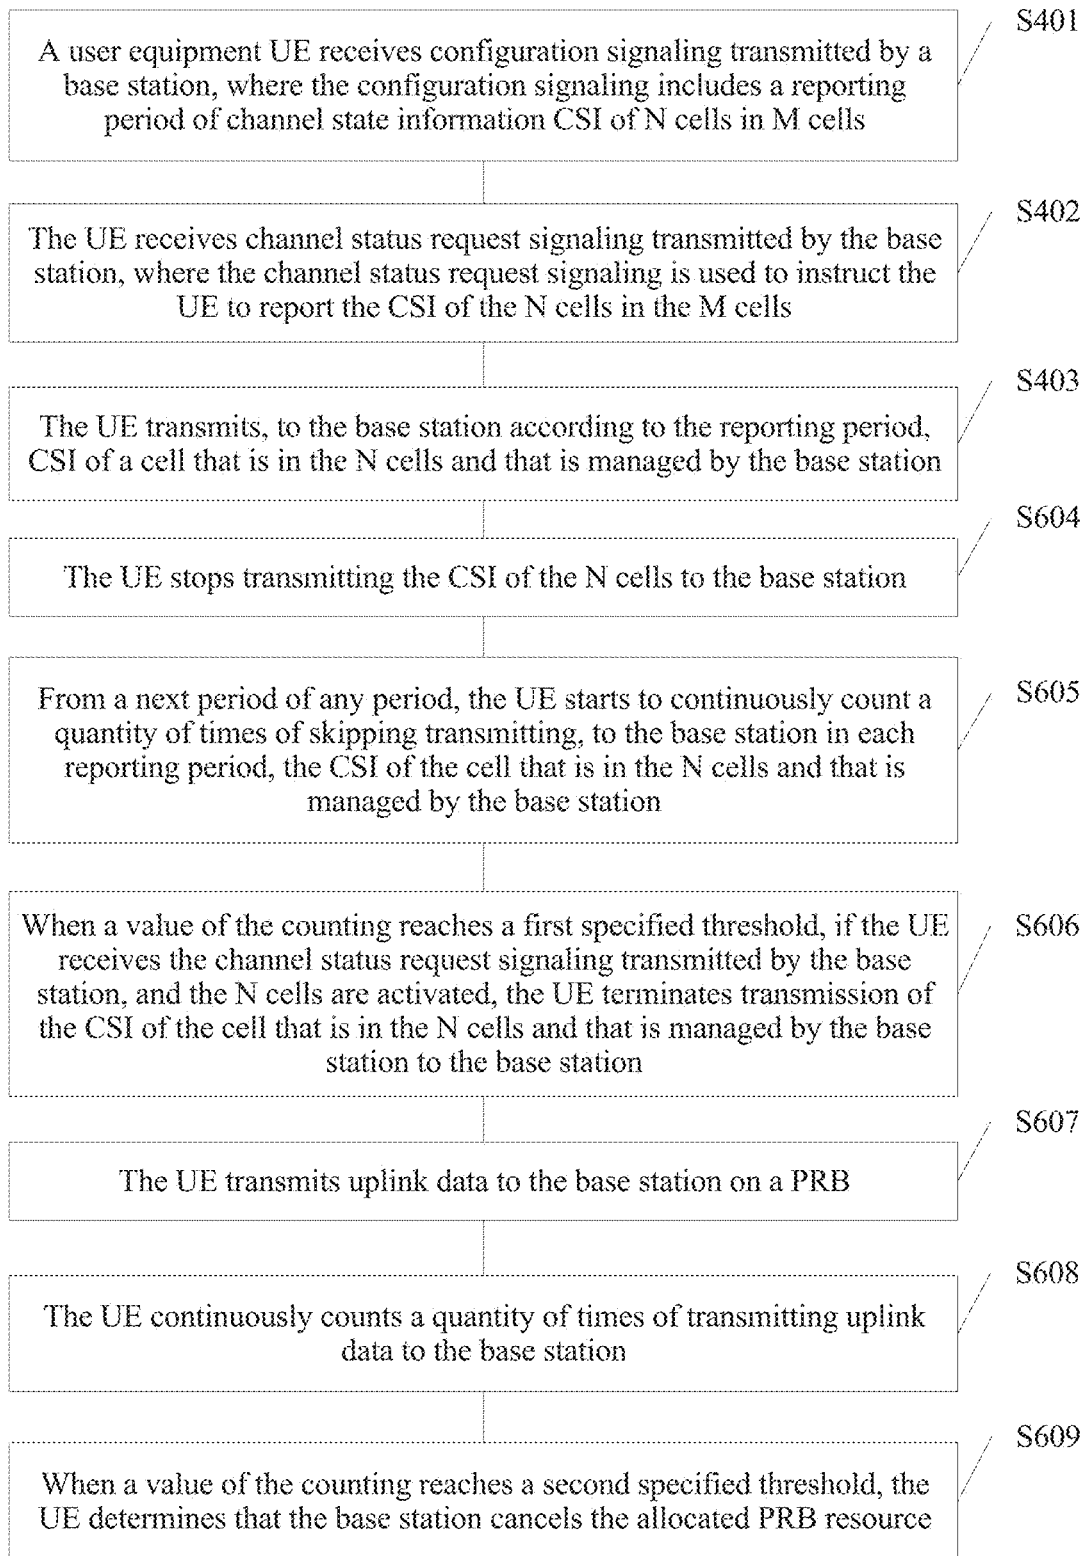 S401
A user equipment UE receives configuration signaling transmitted by a
base station, where the configuration signaling includes a reporting
period of channel state information CSI of N cells in M cells
S402
The UE receives channel status request signaling transmitted by the base
station, where the channel status request signaling is used to instruct the
UE to report the CSI of the N cells in the M cells
S403
The UE transmits, to the base station according to the reporting period,
CSI of a cell that is in the N cells and that is managed by the base station
S604
The UE stops transmitting the CSI of the N cells to the base station
S605
From a next period of any period, the UE starts to continuously count a
quantity of times of skipping transmitting, to the base station in each
reporting period, the CSI of the cell that is in the N cells and that is
managed by the base station
S606
When a value of the counting reaches a first specified threshold, if the UE
receives the channel status request signaling transmitted by the base
station, and the N cells are activated, the UE terminates transmission of
the CSI of the cell that is in the N cells and that is managed by the base
station to the base station
S607
The UE transmits uplink data to the base station on a PRB
S608
The UE continuously counts a quantity of times of transmitting uplink
data to the base station
S609
When a value of the counting reaches a second specified threshold, the
UE determines that the base station cancels the allocated PRB resource